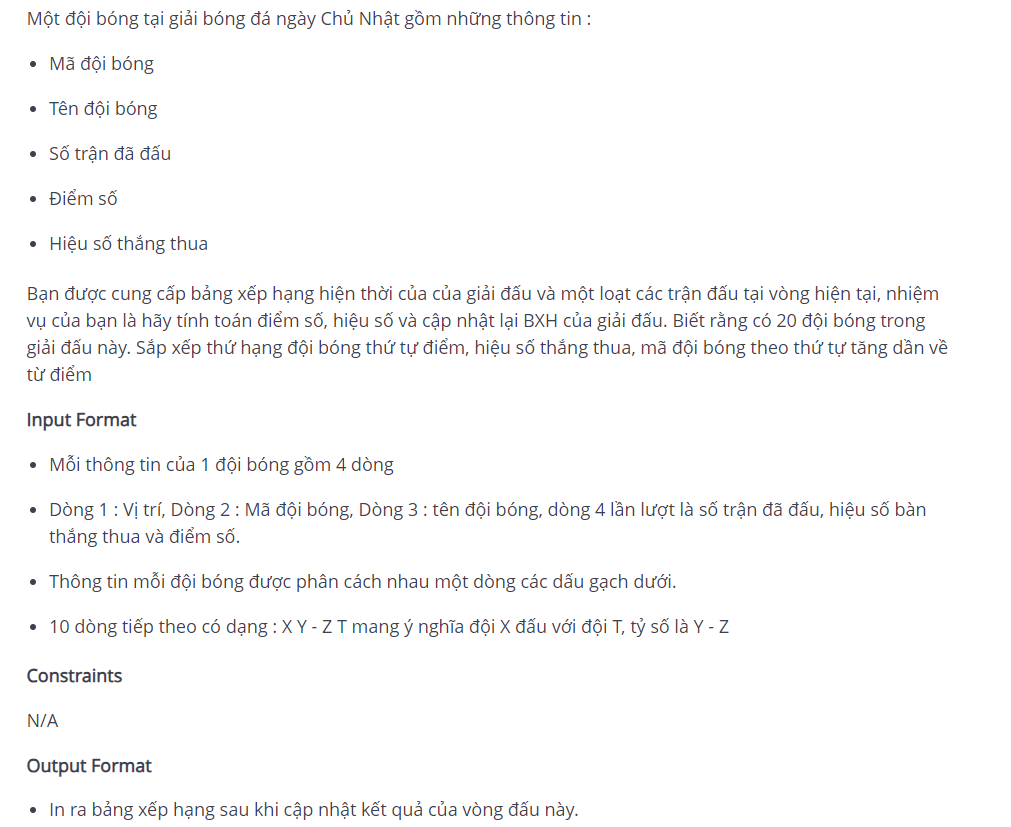 Một đội bóng tại giải bóng đá ngày Chủ Nhật gồm những thông tin :
• Mã đội bóng
• Tên đội bóng
• Số trận đã đấu
• Điểm số
• Hiệu số thắng thua
Bạn được cung cấp bảng xếp hạng hiện thời của của giải đấu và một loạt các trận đấu tại vòng hiện tại, nhiệm
vụ của bạn là hãy tính toán điểm số, hiệu số và cập nhật lại BXH của giải đấu. Biết rằng có 20 đội bóng trong
giải đấu này. Sắp xếp thứ hạng đội bóng thứ tự điểm, hiệu số thắng thua, mã đội bóng theo thứ tự tăng dần về
từ điểm
Input Format
• Mỗi thông tin của 1 đội bóng gồm 4 dòng
• Dòng 1 : Vị trí, Dòng 2 : Mã đội bóng, Dòng 3 : tên đội bóng, dòng 4 lần lượt là số trận đã đấu, hiệu số bàn
thắng thua và điểm số.
• Thông tin mỗi đội bóng được phân cách nhau một dòng các dấu gạch dưới.
• 10 dòng tiếp theo có dạng : X Y - Z T mang ý nghĩa đội X đấu với đội T, tỷ số là Y - Z
Constraints
N/A
Output Format
• In ra bảng xếp hạng sau khi cập nhật kết quả của vòng đấu này.